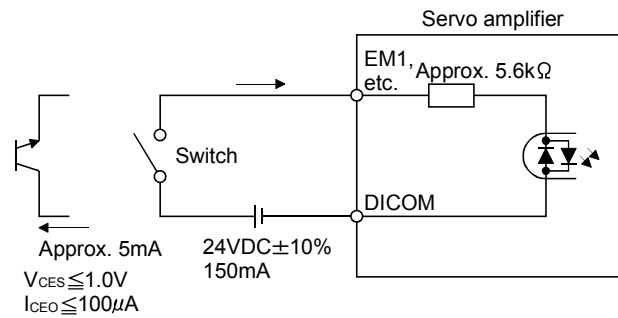 Servo amplifier
EM1,
etc.
Approx. 5.6kΩ
Switch
DICOM
Approx. 5mA
VCES≦1.0V
ICEO≦100μA
24VDC±10%
150mA